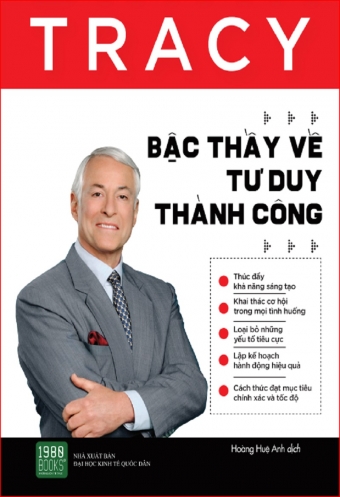 TRACY
BẬC THẦY VỀ
TƯ DUY
THÀNH CÔNG
Thúc đẩy
khả năng sáng tạo
Khai thác cơ hội
trong mọi tình huống
Loại bỏ những
yếu tố tiêu cực
Lập kế hoạch
hành động hiệu quả
Cách thức đạt mục tiêu
chính xác và tốc độ
Hoàng Huệ Anh dịch
1980
BOOKS
NHÀ XUẤT BẢN
ĐẠI HỌC KINH TẾ QUỐC DÂN